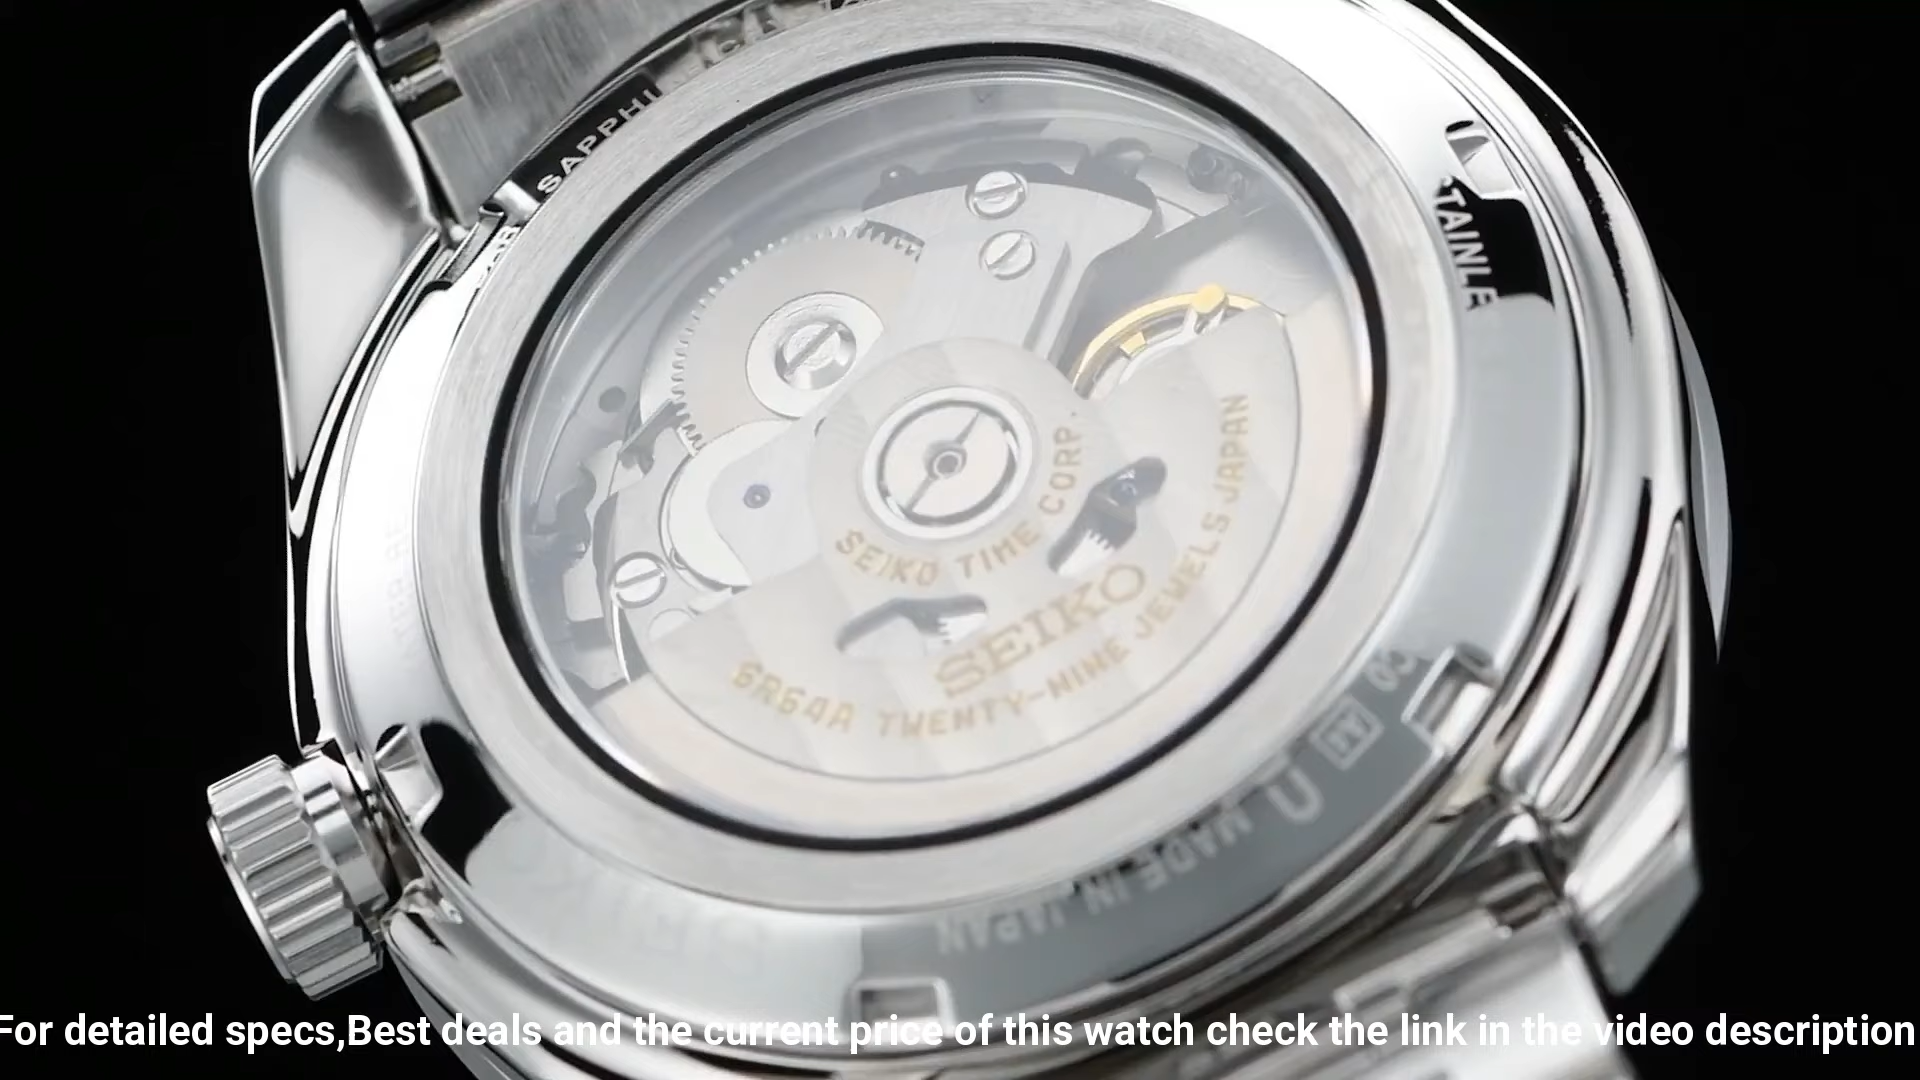 SAPPHI
STAINLE
SEIKO TIME CORP.
SEIKO
6R64A TWENTY-NINE JEWELS JAPAN
MADE IN JAPAN
For detailed specs,Best deals and the current price of this watch check the link in the video description